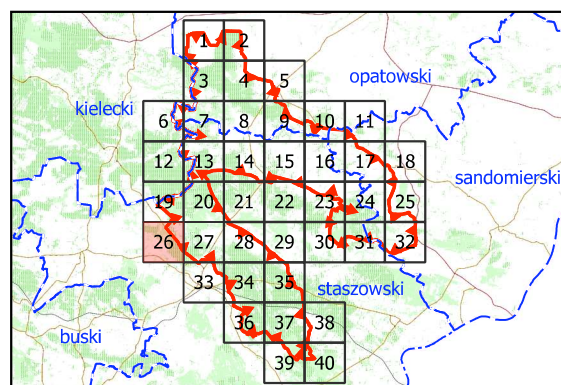 1 2
3 4 5
opatowski
kielecki
6 7 8 9 10 11
12 13 14 15 16 17 18
sandomierski
19 20 21 22 23 24 25
26 27 28 29 30 31 32
33 34 35
staszowski
36 37 38
buski
39 40